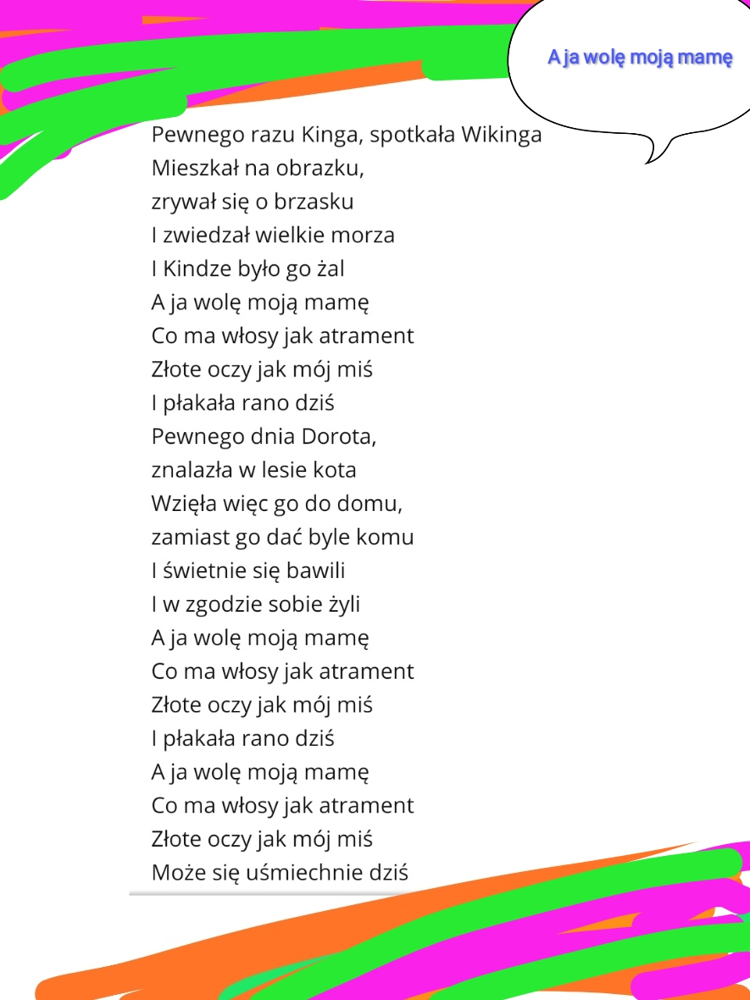 A ja wolę moją mamę
Pewnego razu Kinga, spotkała Wikinga
Mieszkał na obrazku,
zrywał się o brzasku
I zwiedzał wielkie morza
I Kindze było go żal
A ja wolę moją mamę
Co ma włosy jak atrament
Złote oczy jak mój miś
I płakała rano dziś
Pewnego dnia Dorota,
znalazła w lesie kota
Wzięła więc go do domu,
zamiast go dać byle komu
I świetnie się bawili
I w zgodzie sobie żyli
A ja wolę moją mamę
Co ma włosy jak atrament
Złote oczy jak mój miś
I płakała rano dziś
A ja wolę moją mamę
Co ma włosy jak atrament
Złote oczy jak mój miś
Może się uśmiechnie dziś